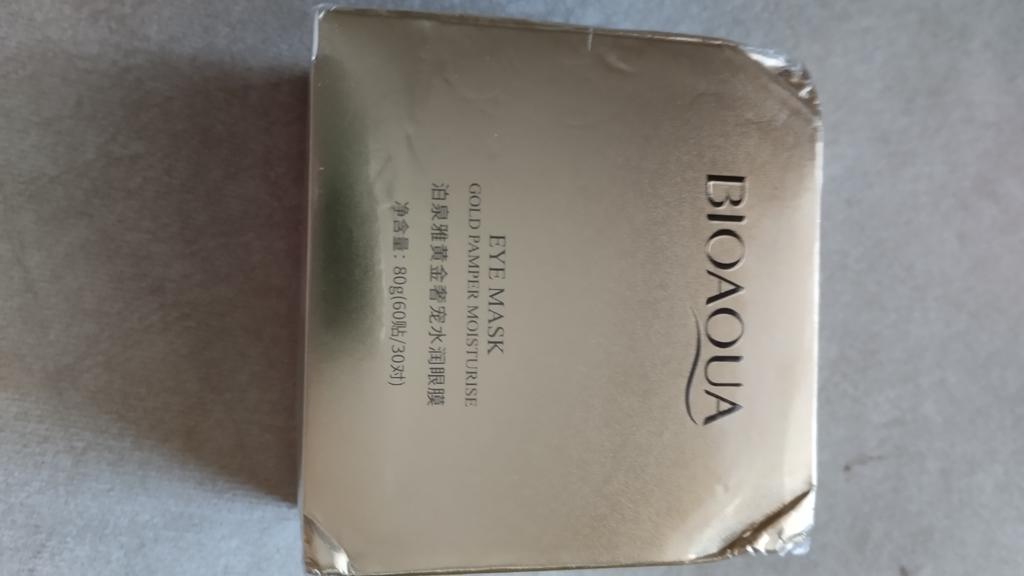 BIOAQUA
EYE MASK
GOLD PAMPER MOISTURISE
泊泉雅黄金奢宠水润眼膜
净含量：80g(60贴/30对)